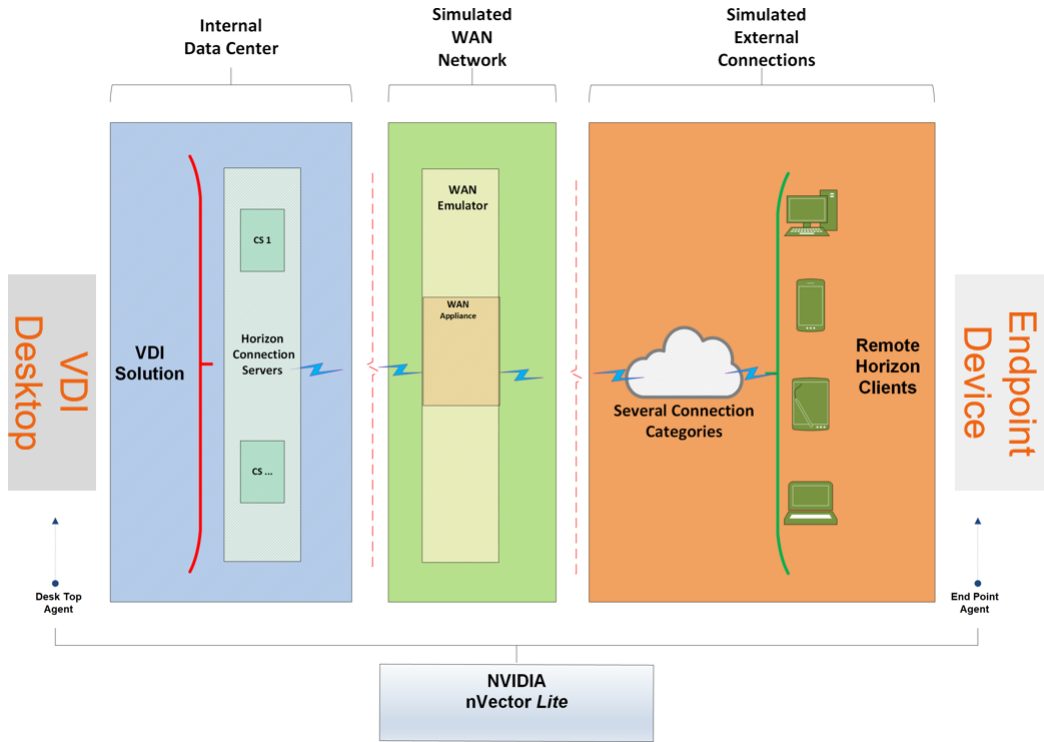 Internal
Data Center
Simulated
WAN
Network
Simulated
External
Connections
VDI
Desktop
VDI
Solution
CS 1
Horizon
Connection
Servers
CS ...
WAN
Emulator
WAN
Appliance
Several Connection
Categories
Remote
Horizon
Clients
Endpoint
Device
Desk Top
Agent
End Point
Agent
NVIDIA
nVector Lite